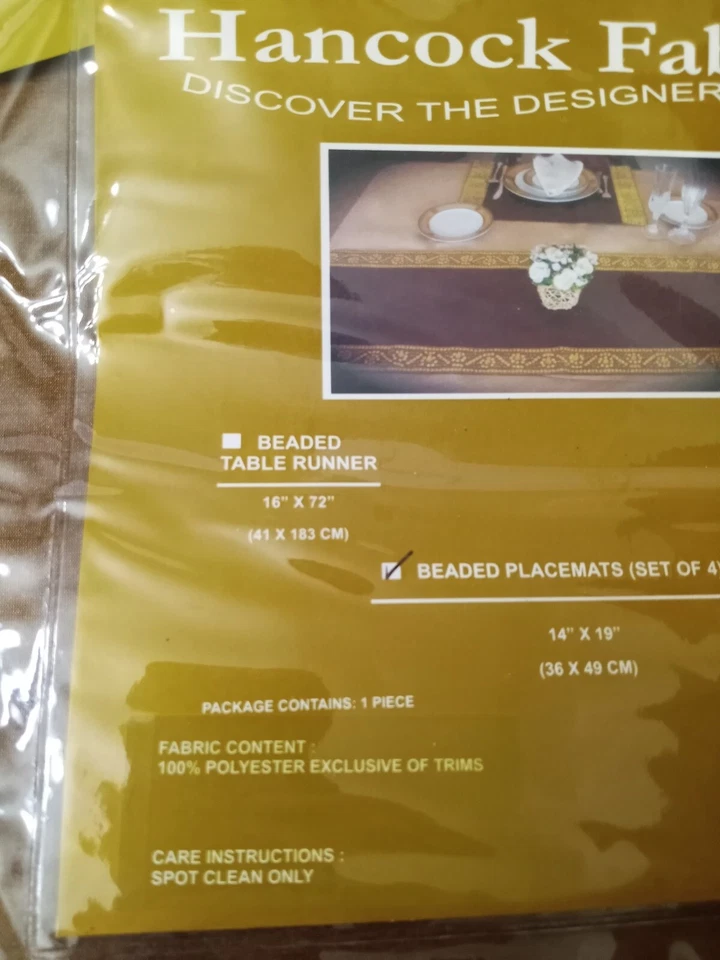 Hancock Fab
DISCOVER THE DESIGNER
BEADED
TABLE RUNNER
16" X 72"
(41 X 183 CM)
BEADED PLACEMATS (SET OF 4)
14" X 19"
(36 X 49 CM)
PACKAGE CONTAINS: 1 PIECE
FABRIC CONTENT :
100% POLYESTER EXCLUSIVE OF TRIMS
CARE INSTRUCTIONS :
SPOT CLEAN ONLY